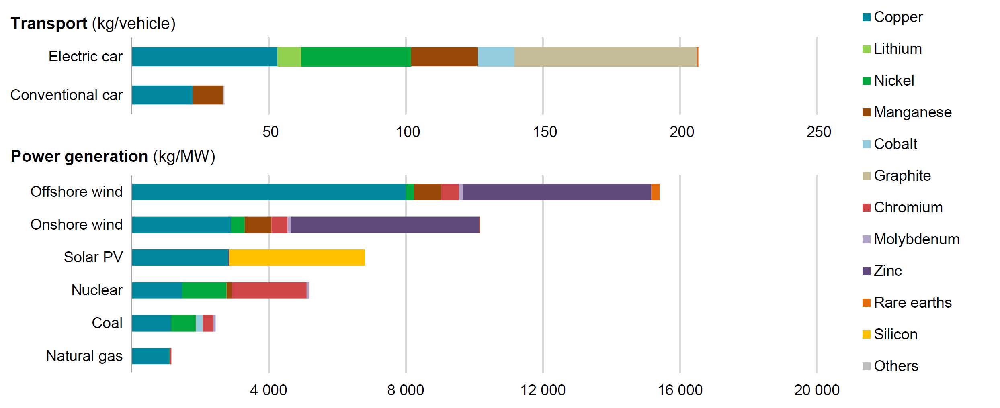 Transport (kg/vehicle)
Electric car
Conventional car
50 100 150 200 250
Power generation (kg/MW)
Offshore wind
Onshore wind
Solar PV
Nuclear
Coal
Natural gas
4 000 8 000 12 000 16 000 20 000
Copper
Lithium
Nickel
Manganese
Cobalt
Graphite
Chromium
Molybdenum
Zinc
Rare earths
Silicon
Others